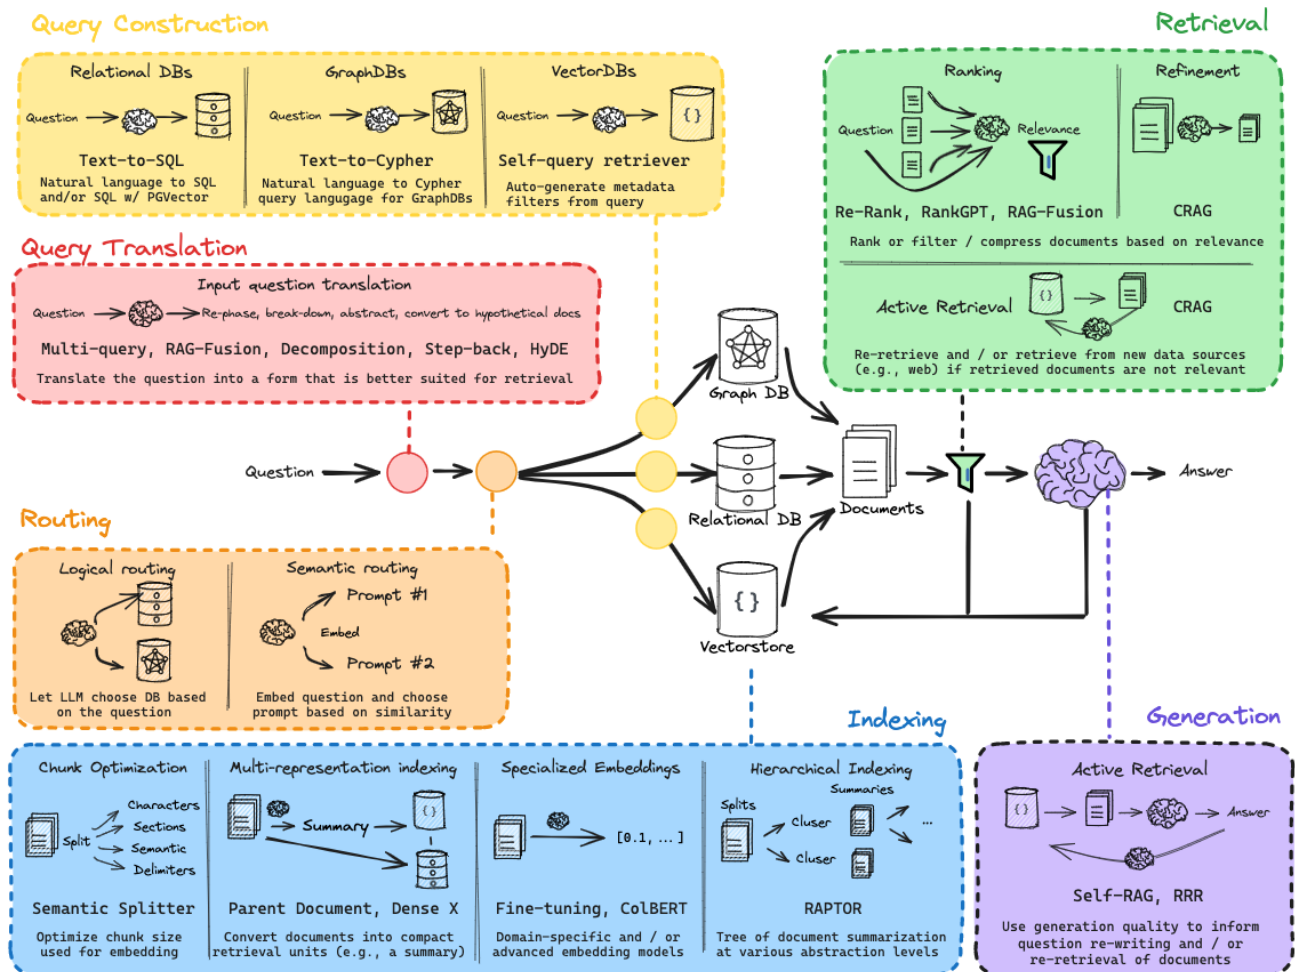 Query Construction
Relational DBs
Question
Text-to-SQL
Natural language to SQL
and/or SQL w/ PGVector
GraphDBs
Question
Text-to-Cypher
Natural language to Cypher
query langugage for GraphDBs
VectorDBs
Question
{}
Self-query retriever
Auto-generate metadata
filters from query
Retrieval
Ranking
Question
Relevance
Re-Rank, RankGPT, RAG-Fusion
Refinement
CRAG
Rank or filter / compress documents based on relevance
Active Retrieval
{}
CRAG
Re-retrieve and / or retrieve from new data sources
(e.g., web) if retrieved documents are not relevant
Query Translation
Input question translation
Question
Re-phase, break-down, abstract, convert to hypothetical docs
Multi-query, RAG-Fusion, Decomposition, Step-back, HyDE
Translate the question into a form that is better suited for retrieval
Question
Graph DB
Relational DB
{}
Vectorstore
Documents
Answer
Routing
Logical routing
Let LLM choose DB based
on the question
Semantic routing
Prompt #1
Embed
Prompt #2
Embed question and choose
prompt based on similarity
Indexing
Chunk Optimization
Split
Characters
Sections
Semantic
Delimiters
Semantic Splitter
Optimize chunk size
used for embedding
Multi-representation indexing
Summary
{}
Parent Document, Dense X
Convert documents into compact
retrieval units (e.g., a summary)
Specialized Embeddings
[0.1, ...]
Fine-tuning, ColBERT
Domain-specific and / or
advanced embedding models
Hierarchical Indexing
Splits
Summaries
Cluser
Cluser
...
RAPTOR
Tree of document summarization
at various abstraction levels
Generation
Active Retrieval
{}
Answer
Self-RAG, RRR
Use generation quality to inform
question re-writing and / or
re-retrieval of documents